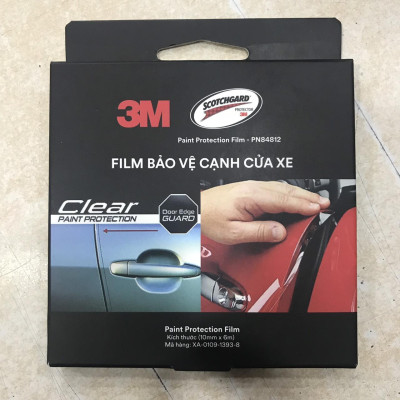 3M
SCOTCHGARD
PROTECTOR
3M
Paint Protection Film - PN84812
FILM BẢO VỆ CẠNH CỬA XE
Clear
PAINT PROTECTION
Door Edge
GUARD
Paint Protection Film
Kích thước (10mm x 6m)
Mã hàng: XA-0109-1393-8